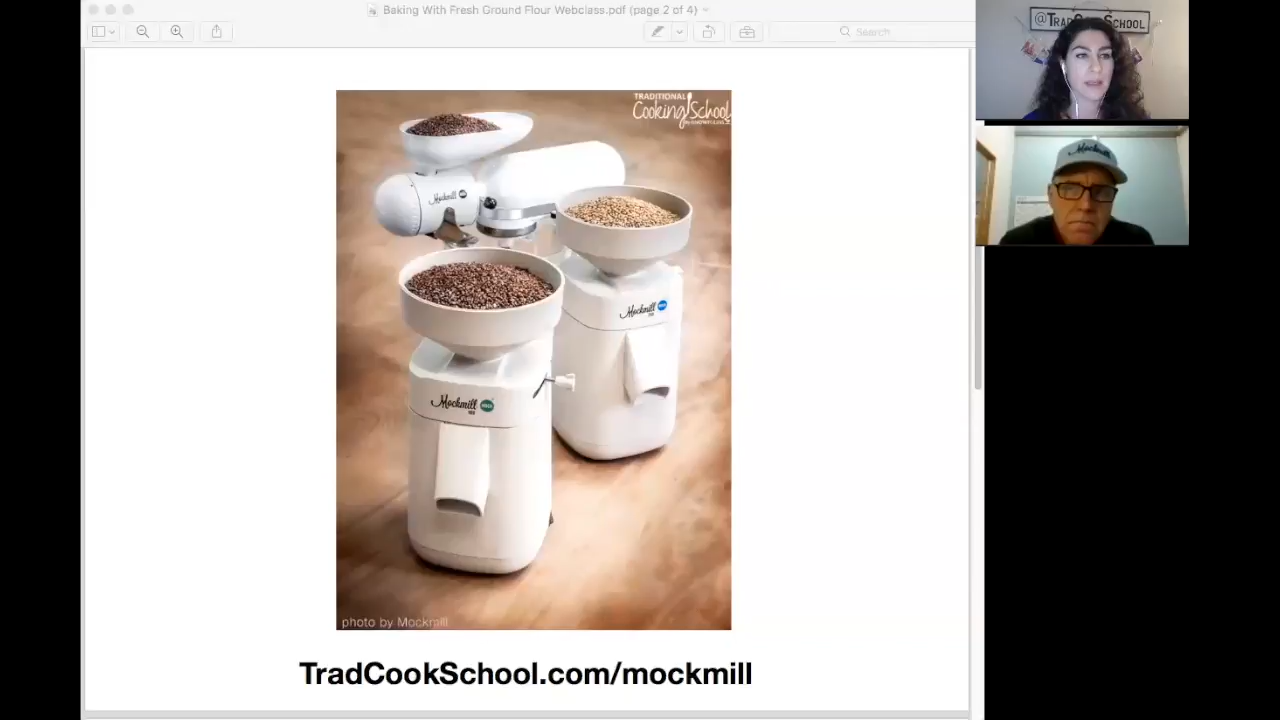 Baking With Fresh Ground Flour Webclass.pdf (page 2 of 4)
Search
@TRADCOOKSCHOOL
Mockmill
TRADITIONAL
Cooking School
Mockmill
Mockmill
Mockmill
photo by Mockmill
TradCookSchool.com/mockmill